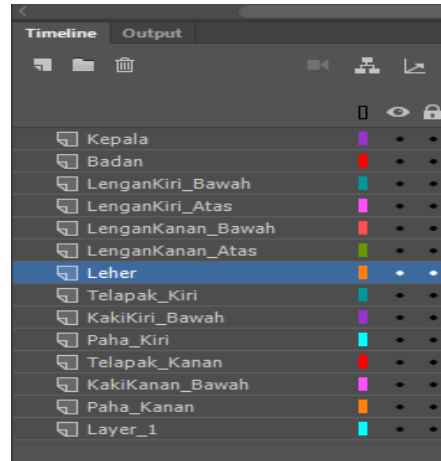 Timeline Output
Kepala
Badan
LenganKiri_Bawah
LenganKiri_Atas
LenganKanan_Bawah
LenganKanan_Atas
Leher
Telapak_Kiri
KakiKiri_Bawah
Paha_Kiri
Telapak_Kanan
KakiKanan_Bawah
Paha_Kanan
Layer_1